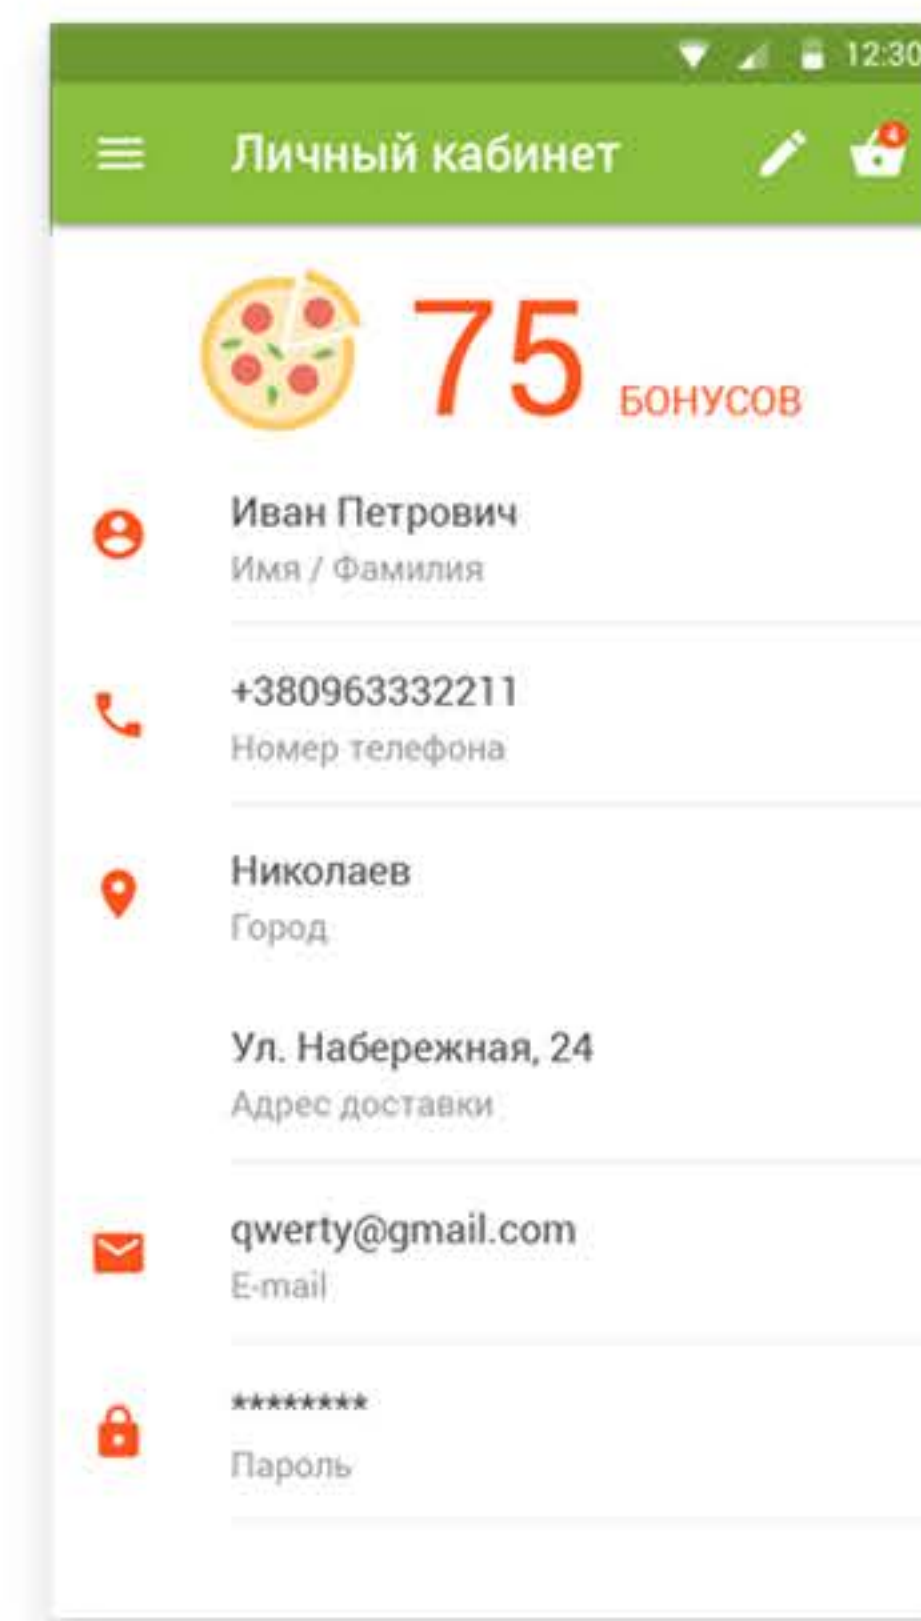 12:30
Личный кабинет
4
75 БОНУСОВ
Иван Петрович
Имя / Фамилия
+380963332211
Номер телефона
Николаев
Город
Ул. Набережная, 24
Адрес доставки
qwerty@gmail.com
E-mail
********
Пароль